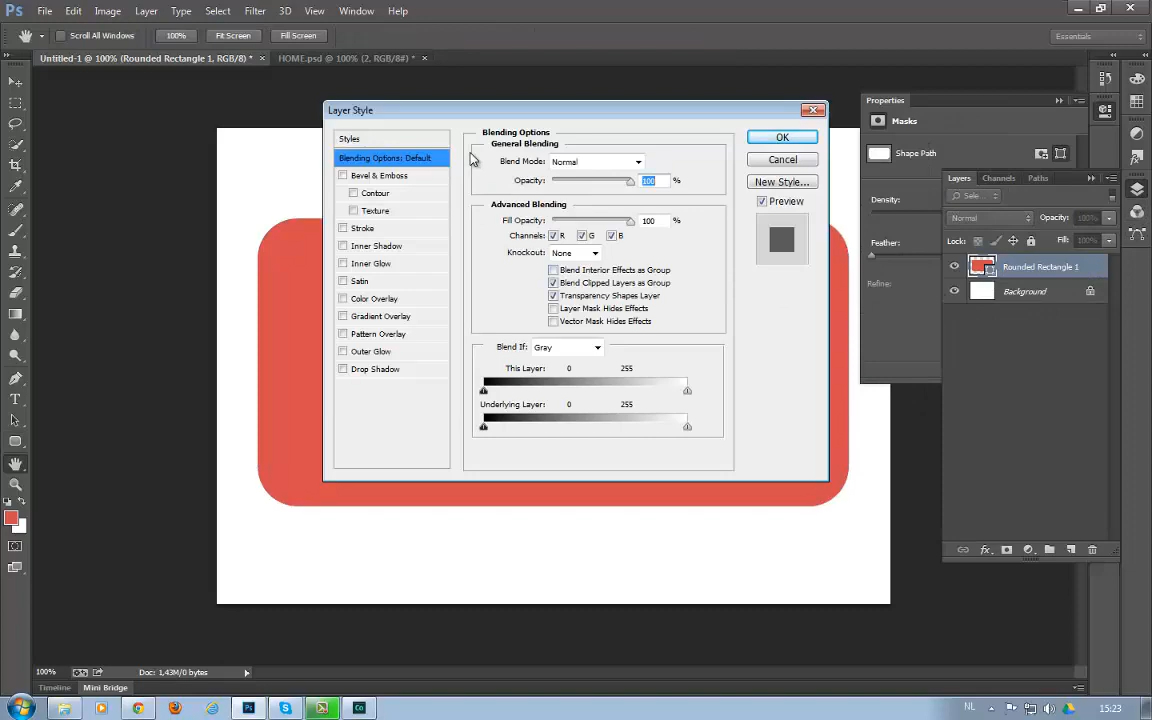 Ps File Edit Image Layer Type Select Filter 3D View Window Help
Scroll All Windows 100% Fit Screen Fill Screen Essentials
Untitled-1 @ 100% (Rounded Rectangle 1, RGB/8) * × HOME.psd @ 100% (2, RGB/8#) * ×
Layer Style
Styles
Blending Options: Default
Bevel & Emboss
Contour
Texture
Stroke
Inner Shadow
Inner Glow
Satin
Color Overlay
Gradient Overlay
Pattern Overlay
Outer Glow
Drop Shadow
Blending Options
General Blending
Blend Mode: Normal
Opacity: 100 %
Advanced Blending
Fill Opacity: 100 %
Channels: R G B
Knockout: None
Blend Interior Effects as Group
Blend Clipped Layers as Group
Transparency Shapes Layer
Layer Mask Hides Effects
Vector Mask Hides Effects
Blend If: Gray
This Layer: 0 255
Underlying Layer: 0 255
OK
Cancel
New Style...
Preview
Properties
Masks
Shape Path
Density:
Feather:
Refine:
Layers Channels Paths
Sele...
Normal Opacity: 100%
Lock: Fill: 100%
Rounded Rectangle 1
Background
fx
100% Doc: 1,43M/0 bytes
Timeline Mini Bridge
Ps Co NL 15:23